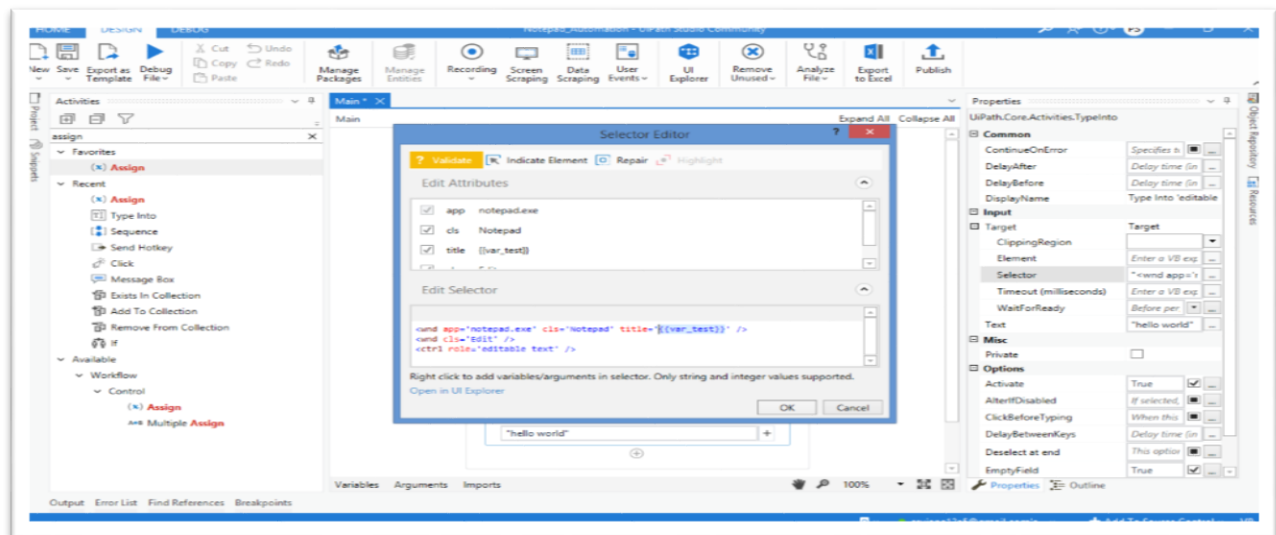 HOME DESIGN DEBUG Notepad_Automation - UiPath Studio Community
New Save Export as Template Debug File Cut Copy Paste Undo Redo Manage Packages Manage Entities Recording Screen Scraping Data Scraping User Events UI Explorer Remove Unused Analyze File Export to Excel Publish
Project
Snippets
Activities
assign
Favorites
(x) Assign
Recent
(x) Assign
Type Into
Sequence
Send Hotkey
Click
Message Box
Exists In Collection
Add To Collection
Remove From Collection
If
Available
Workflow
Control
(x) Assign
A+B Multiple Assign
Main * ×
Main Expand All Collapse All
Selector Editor ? ×
? Validate Indicate Element Repair Highlight
Edit Attributes
app notepad.exe
cls Notepad
title {{var_test}}
Edit Selector
<wnd app='notepad.exe' cls='Notepad' title='{{var_test}}' />
<wnd cls='Edit' />
<ctrl role='editable text' />
Right click to add variables/arguments in selector. Only string and integer values supported.
Open in UI Explorer
OK Cancel
"hello world" +
Variables Arguments Imports 100%
Properties
UiPath.Core.Activities.TypeInto
Common
ContinueOnError Specifies to ...
DelayAfter Delay time (in ...
DelayBefore Delay time (in ...
DisplayName Type Into 'editable
Input
Target Target
ClippingRegion
Element Enter a VB exp ...
Selector "<wnd app='r ...
Timeout (milliseconds) Enter a VB exp ...
WaitForReady Before per ...
Text "hello world" ...
Misc
Private
Options
Activate True ...
AlterIfDisabled If selected, ...
ClickBeforeTyping When this ...
DelayBetweenKeys Delay time (in ...
Deselect at end This option ...
EmptyField True ...
Properties Outline
Object Repository
Resources
Output Error List Find References Breakpoints
Add To Source Control VB